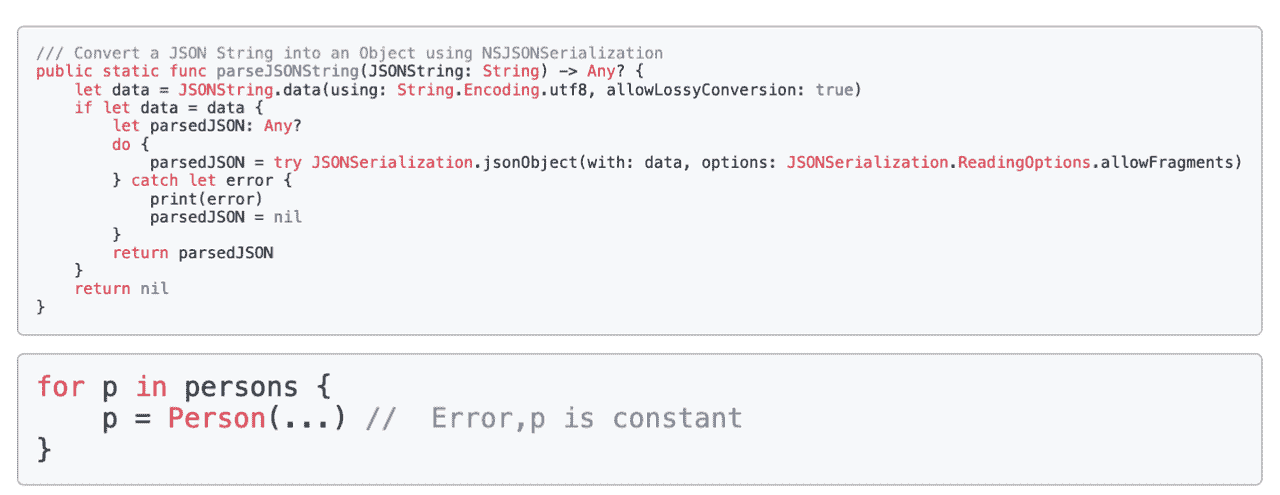 /// Convert a JSON String into an Object using NSJSONSerialization
public static func parseJSONString(JSONString: String) -> Any? {
    let data = JSONString.data(using: String.Encoding.utf8, allowLossyConversion: true)
    if let data = data {
        let parsedJSON: Any?
        do {
            parsedJSON = try JSONSerialization.jsonObject(with: data, options: JSONSerialization.ReadingOptions.allowFragments)
        } catch let error {
            print(error)
            parsedJSON = nil
        }
        return parsedJSON
    }
    return nil
}
for p in persons {
    p = Person(...) //  Error,p is constant
}